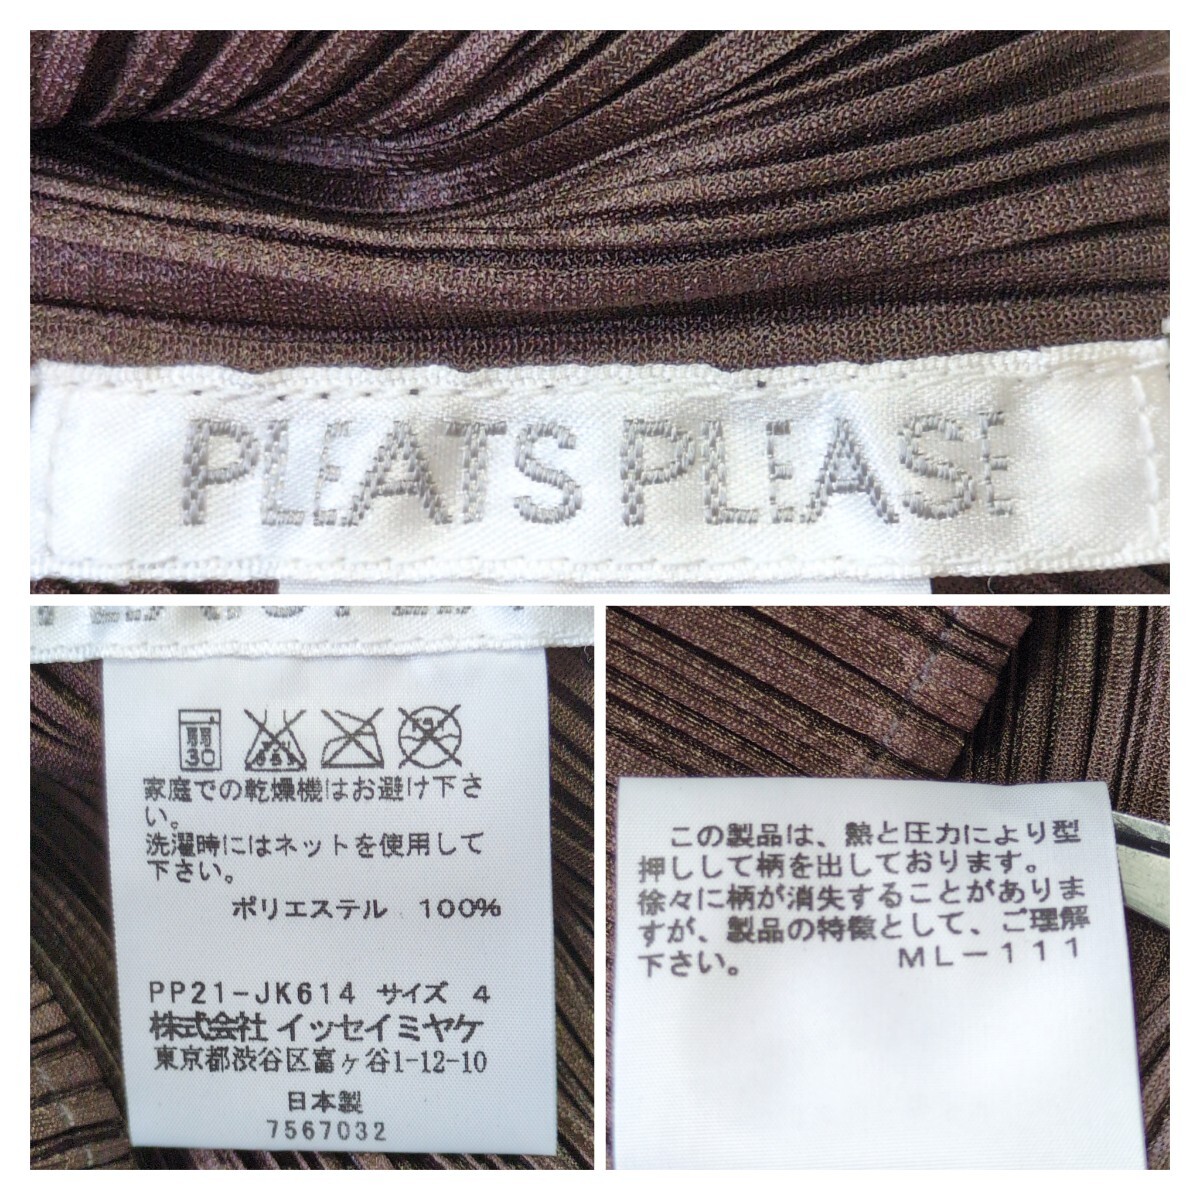 PLEATS PLEASE
弱
30
家庭での乾燥機はお避け下さ
い。
洗濯時にはネットを使用して
下さい。
ポリエステル 100%
PP21-JK614 サイズ 4
株式会社 イッセイミヤケ
東京都渋谷区富ヶ谷1-12-10
日本製
7567032
この製品は、熱と圧力により型
押しして柄を出しております。
徐々に柄が消失することがありま
すが、製品の特徴として、ご理解
下さい。 ML-111